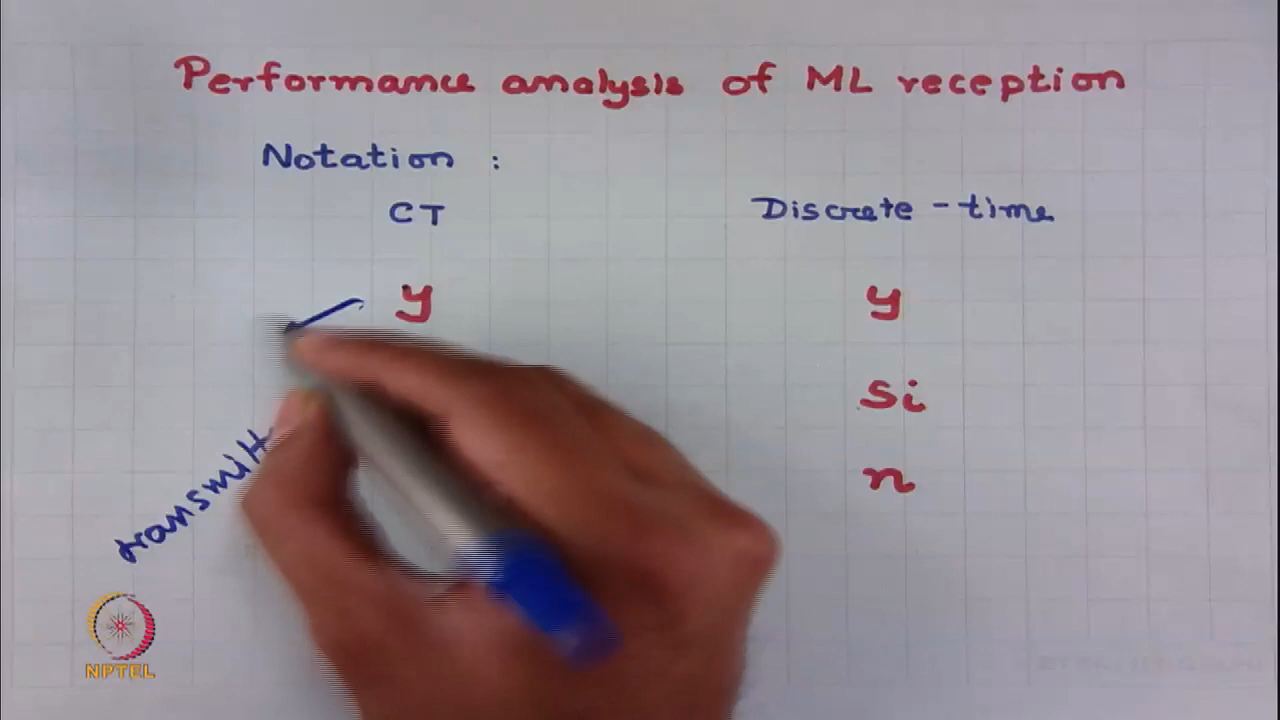 Performance analysis of ML reception
Notation :
CT Discrete - time
y y
si
n
NPTEL